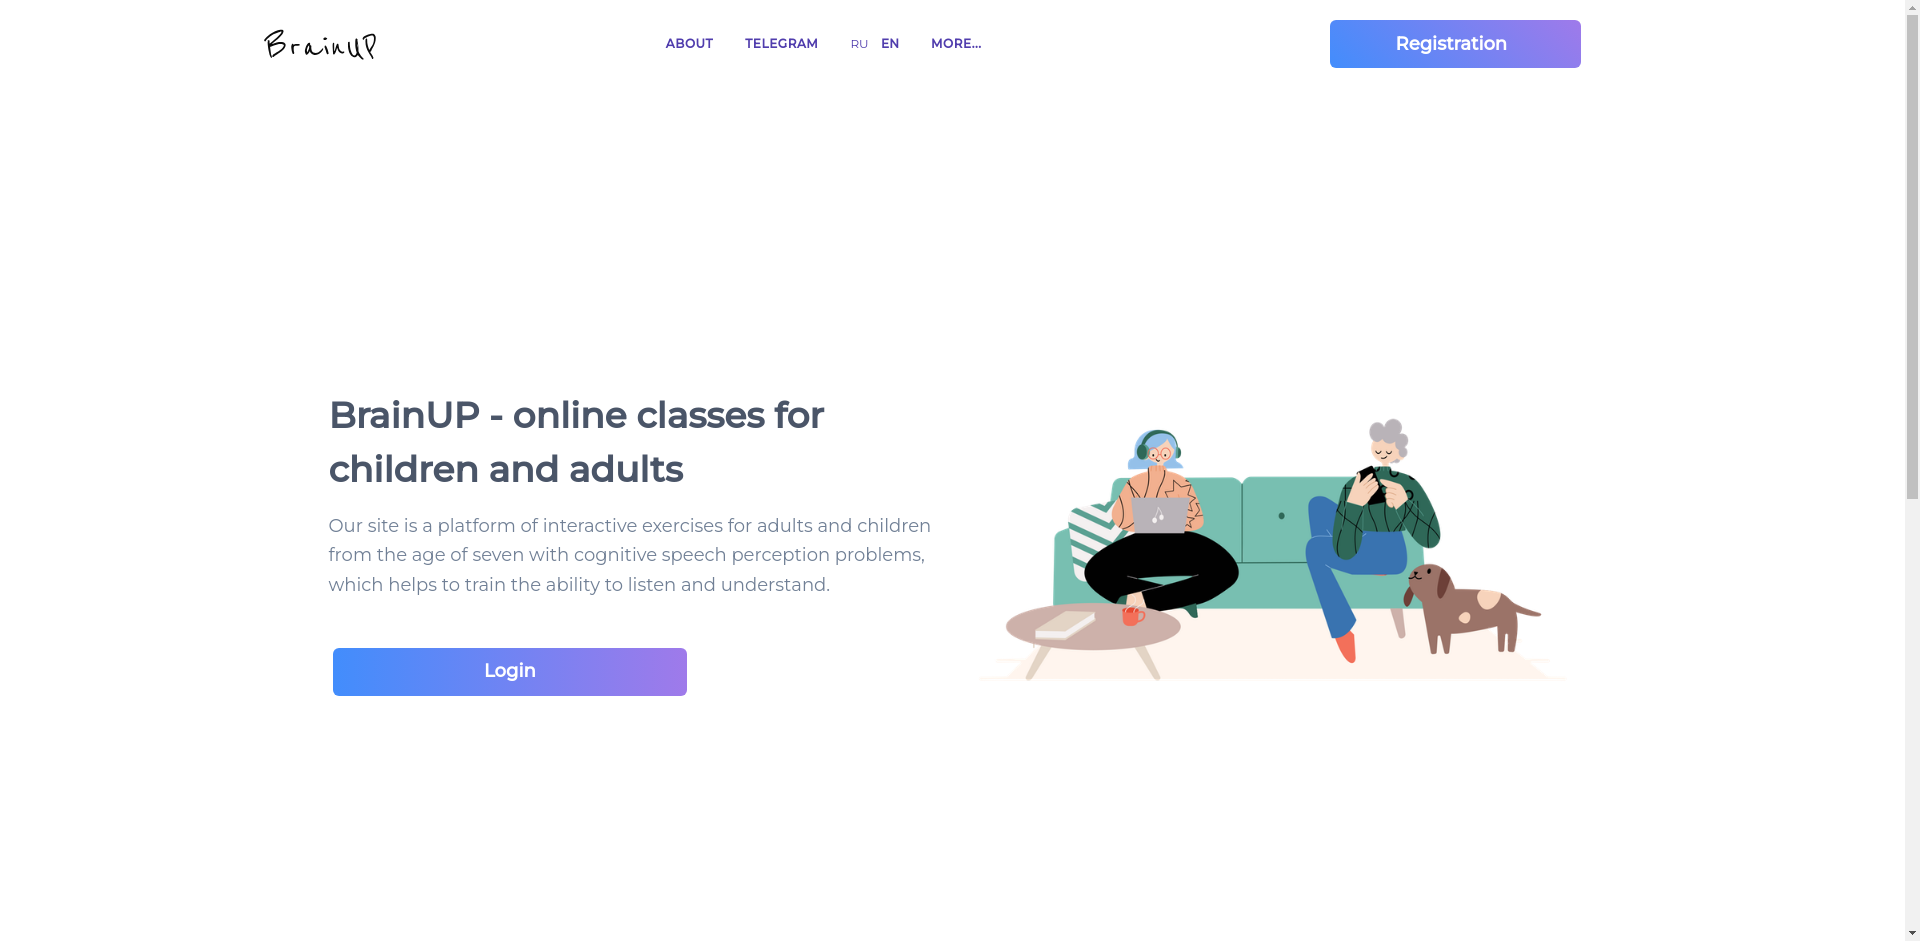 BrainUP
ABOUT TELEGRAM RU EN MORE...
Registration
BrainUP - online classes for
children and adults
Our site is a platform of interactive exercises for adults and children
from the age of seven with cognitive speech perception problems,
which helps to train the ability to listen and understand.
Login